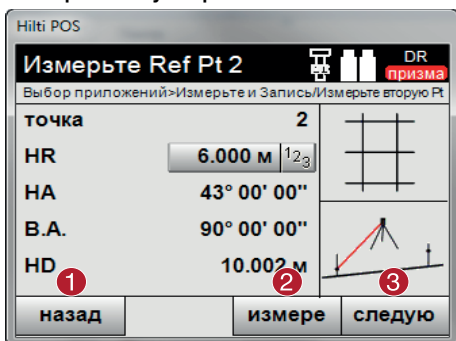 Hilti POS
Измерьте Ref Pt 2
DR
призма
Выбор приложений>Измерьте и Запись/Измерьте вторую Pt
точка 2
HR 6.000 м 123
HA 43° 00' 00"
В.А. 90° 00' 00"
HD 10.002 м
1 2 3
назад измере следую